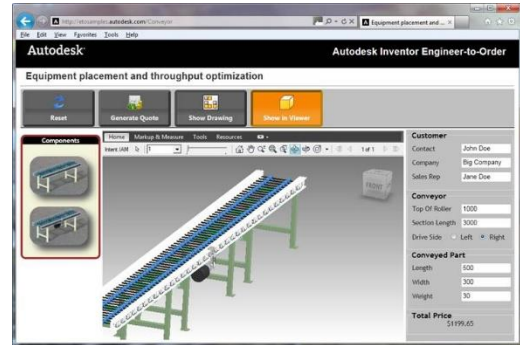 http://etosamples.autodesk.com/Conveyor
Equipment placement and ...
File Edit View Favorites Tools Help
Autodesk
Autodesk Inventor Engineer-to-Order
Equipment placement and throughput optimization
Reset
Generate Quote
Show Drawing
Show in Viewer
Components
Home Markup & Measure Tools Resources
1
1 of 1
FRONT
Customer
Contact John Doe
Company Big Company
Sales Rep Jane Doe
Conveyor
Top Of Roller 1000
Section Length 3000
Drive Side Left Right
Conveyed Part
Length 600
Width 300
Weight 30
Total Price
$1199.65